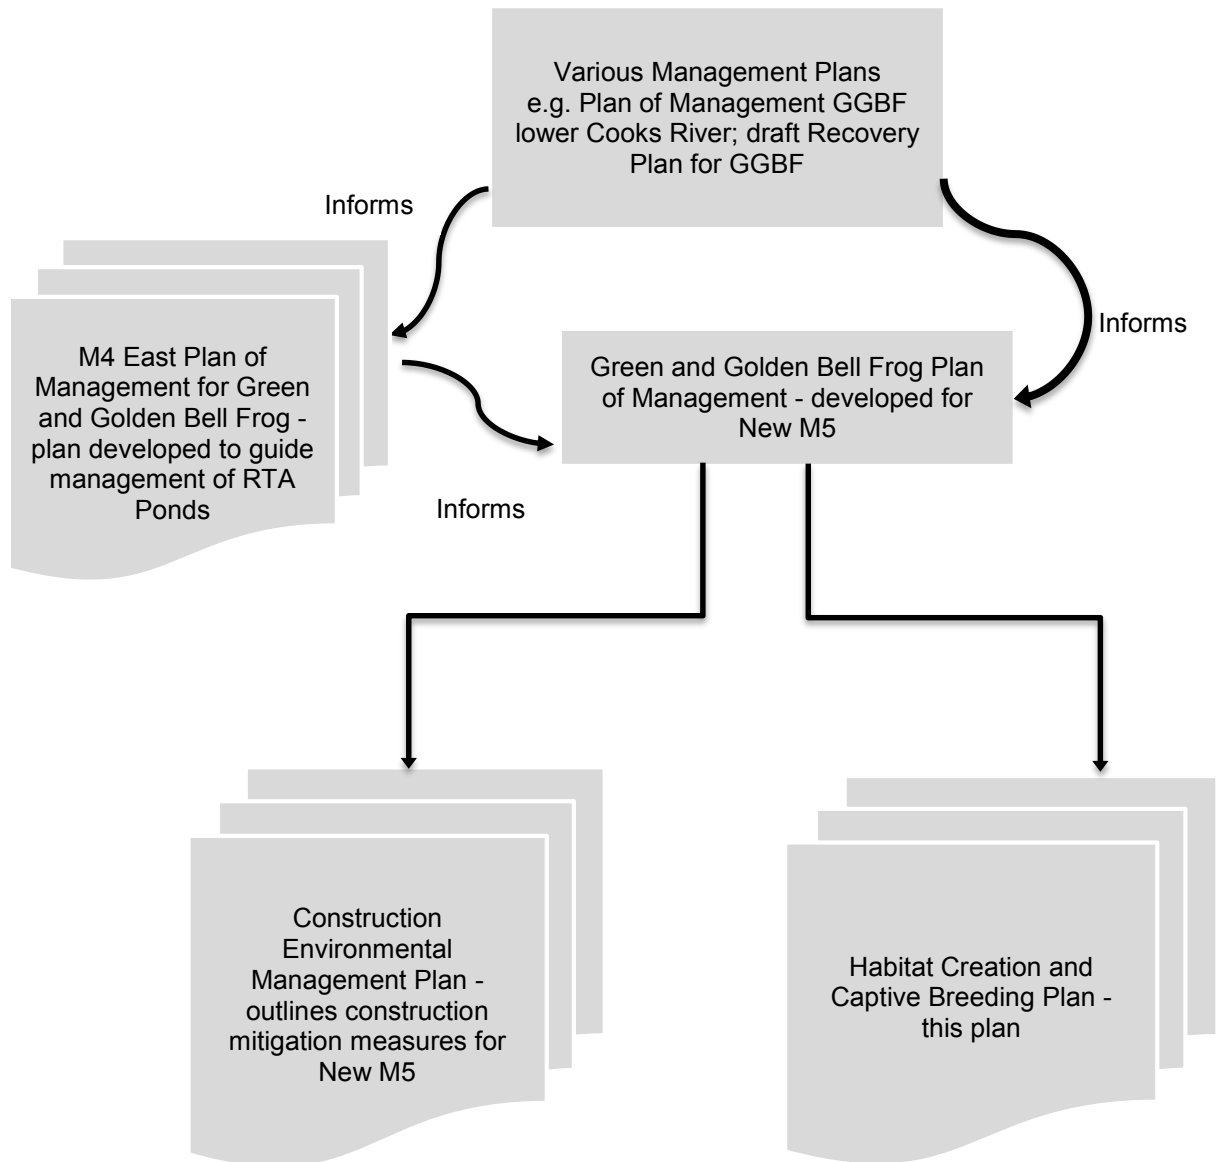 Various Management Plans
e.g. Plan of Management GGBF
lower Cooks River; draft Recovery
Plan for GGBF
Informs
Informs
M4 East Plan of
Management for Green
and Golden Bell Frog -
plan developed to guide
management of RTA
Ponds
Green and Golden Bell Frog Plan
of Management - developed for
New M5
Informs
Construction
Environmental
Management Plan -
outlines construction
mitigation measures for
New M5
Habitat Creation and
Captive Breeding Plan -
this plan